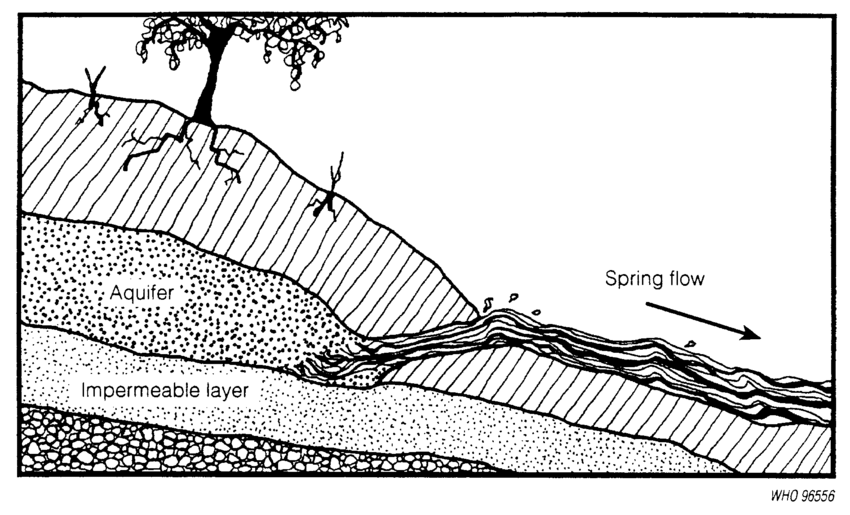 Spring flow
Aquifer
Impermeable layer
WHO 96556